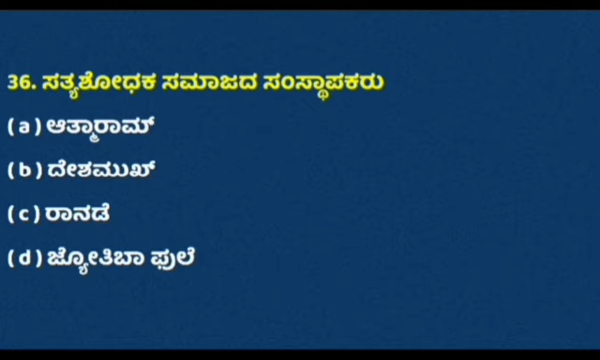 36. ಸತ್ಯಶೋಧಕ ಸಮಾಜದ ಸಂಸ್ಥಾಪಕರು
( a ) ಆತ್ಮಾರಾಮ್
( b ) ದೇಶಮುಖ್
( c ) ರಾನಡೆ
( d ) ಜ್ಯೋತಿಬಾ ಫುಲೆ